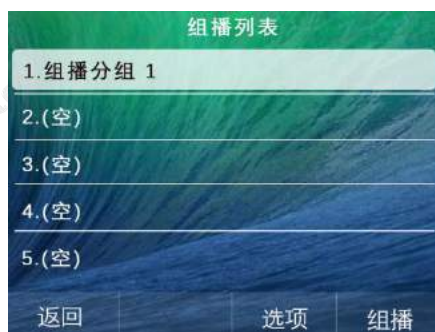 组播列表
1.组播分组 1
2.(空)
3.(空)
4.(空)
5.(空)
返回 选项 组播